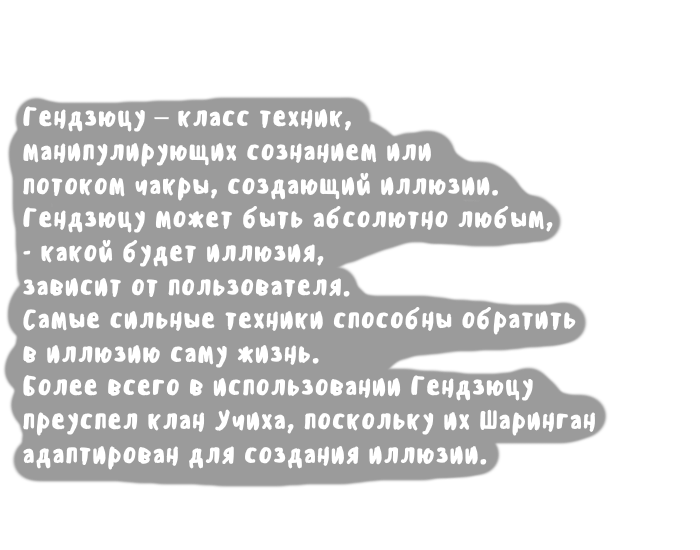 Гендзюцу – класс техник,
манипулирующих сознанием или
потоком чакры, создающий иллюзии.
Гендзюцу может быть абсолютно любым,
- какой будет иллюзия,
зависит от пользователя.
Самые сильные техники способны обратить
в иллюзию саму жизнь.
Более всего в использовании Гендзюцу
преуспел клан Учиха, поскольку их Шаринган
адаптирован для создания иллюзии.